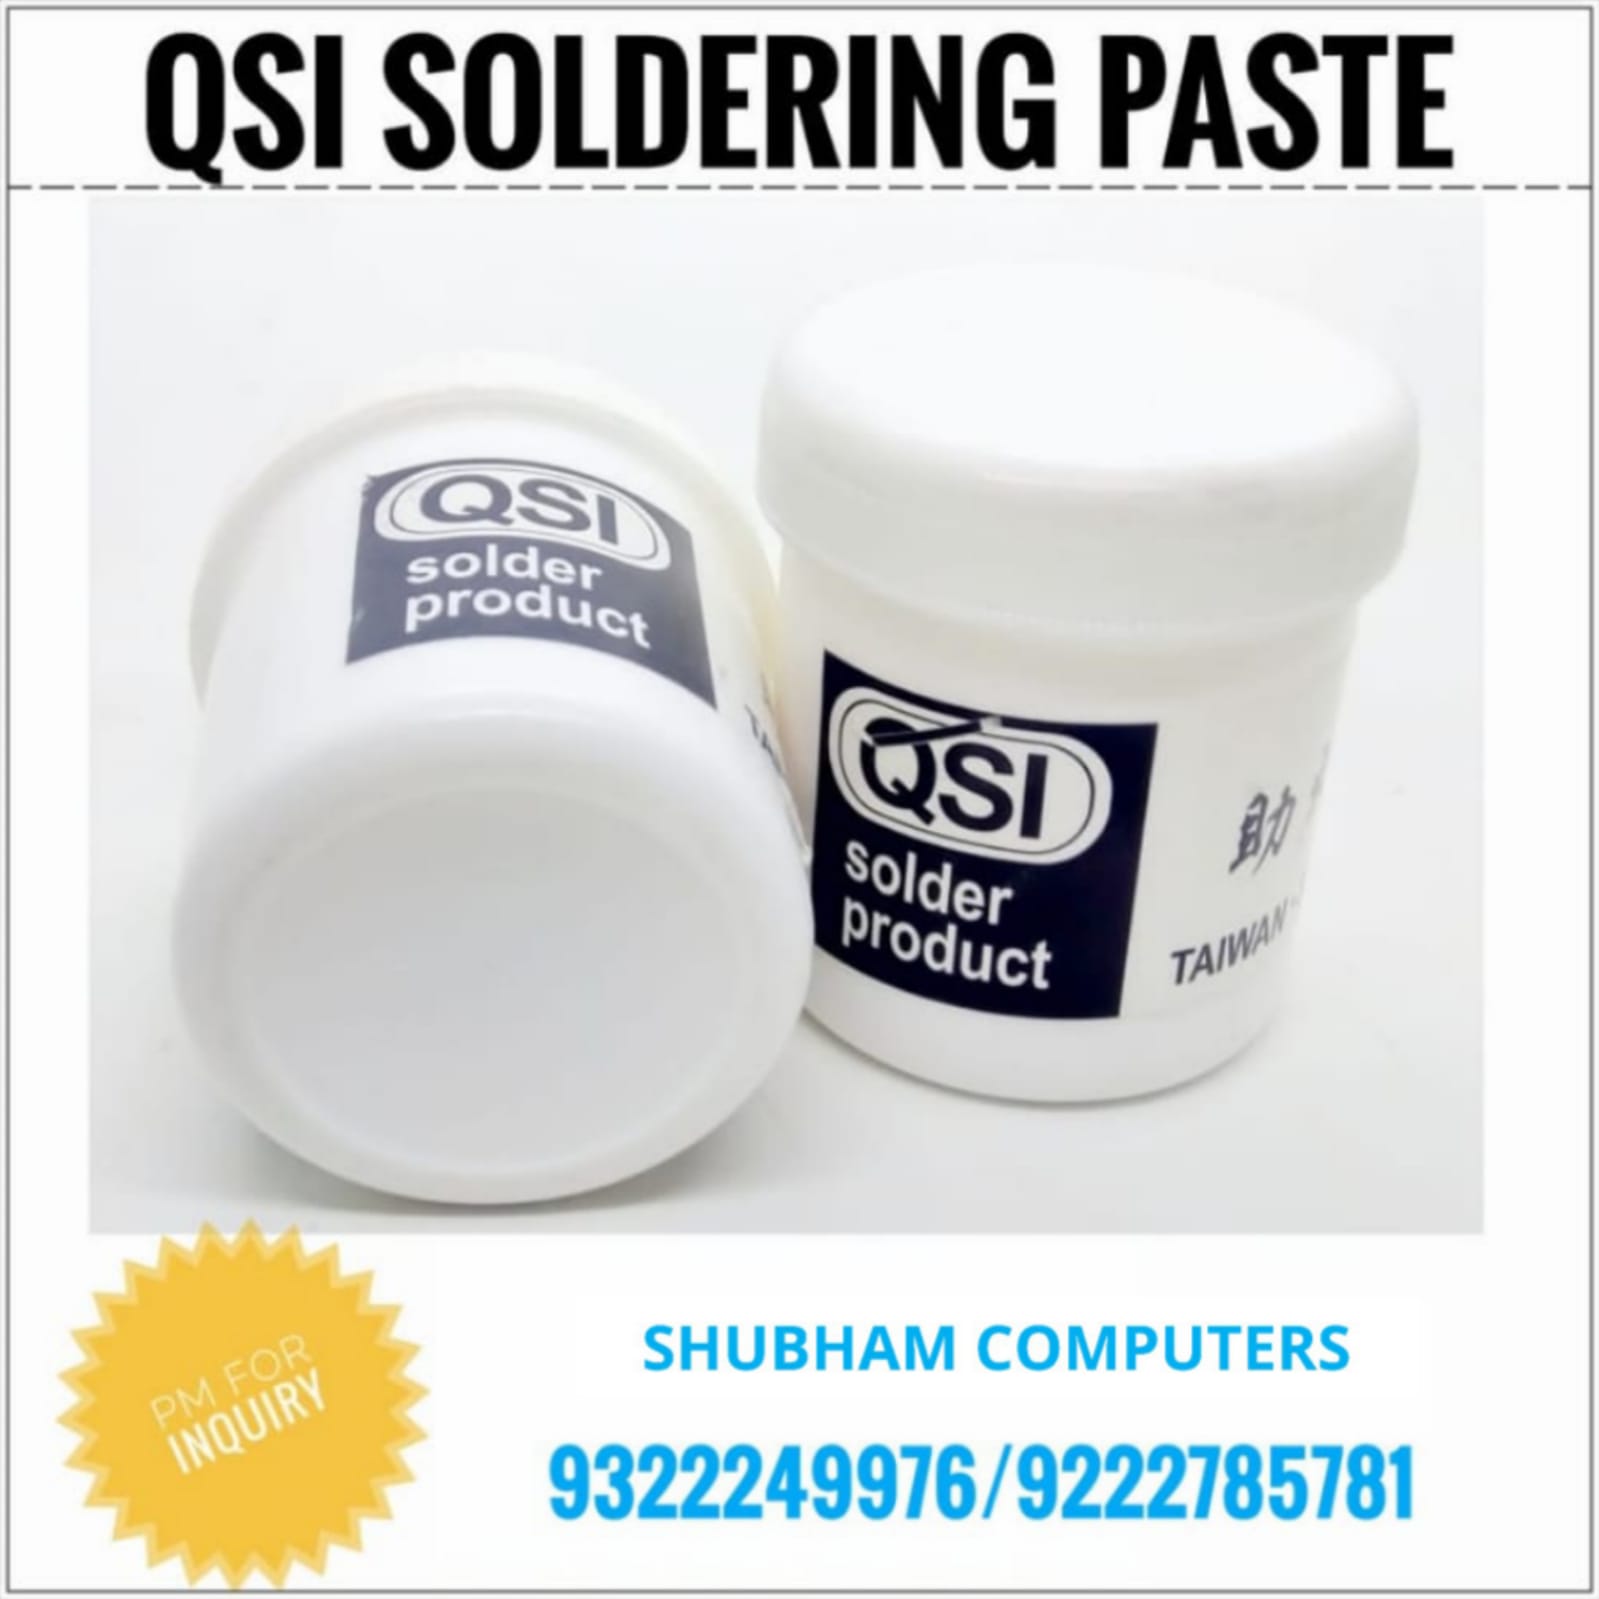 QSI SOLDERING PASTE
QSI
solder
product
QSI
solder
product
助
TAIWAN
PM FOR
INQUIRY
SHUBHAM COMPUTERS
9322249976/9222785781